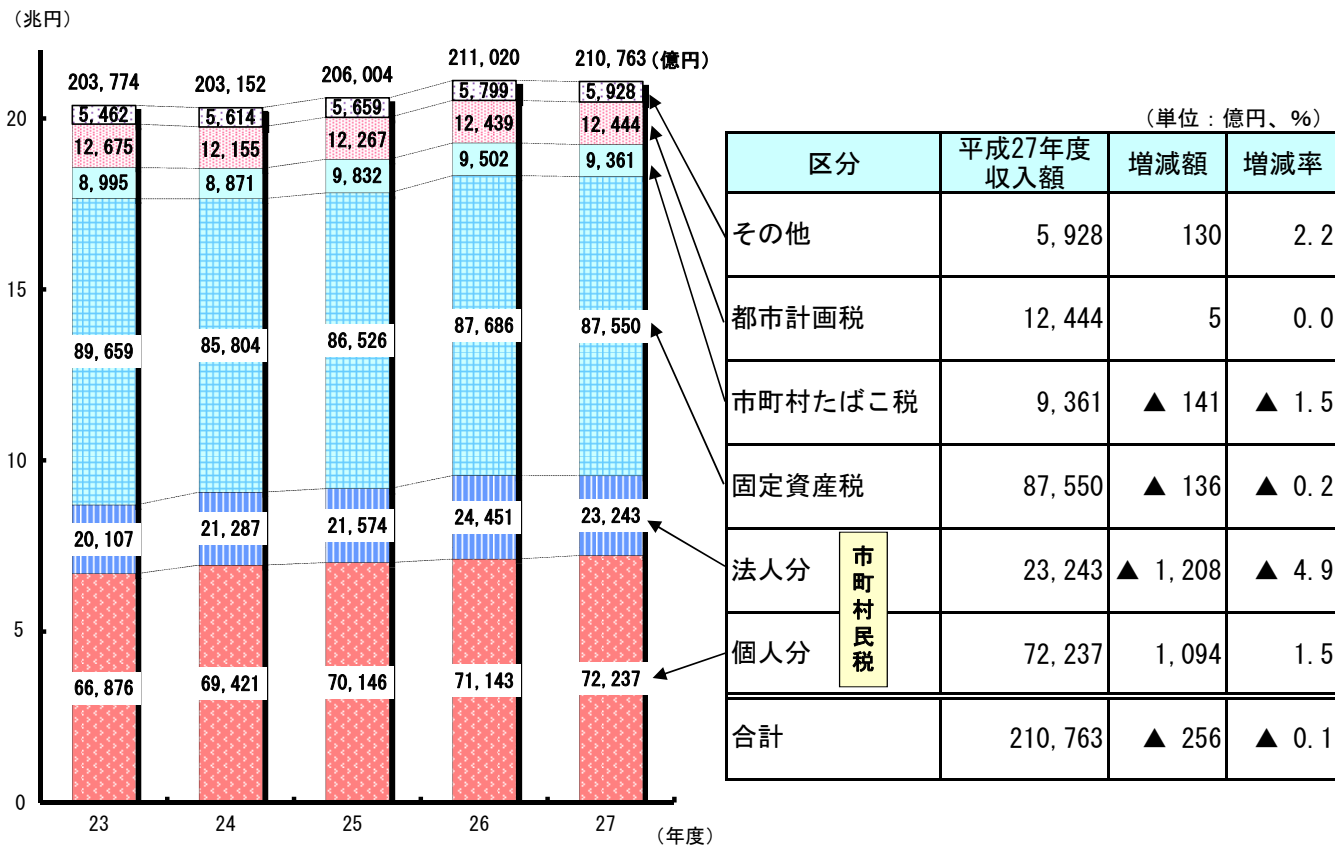 （兆円）
203,774 203,152 206,004 211,020 210,763 (億円)
5,462 5,614 5,659 5,799 5,928
12,675 12,155 12,267 12,439 12,444
8,995 8,871 9,832 9,502 9,361
89,659 85,804 86,526 87,686 87,550
20,107 21,287 21,574 24,451 23,243
66,876 69,421 70,146 71,143 72,237
20
15
10
5
0
23 24 25 26 27
（年度）
（単位：億円、％）
区分 平成27年度 収入額 増減額 増減率
その他 5,928 130 2.2
都市計画税 12,444 5 0.0
市町村たばこ税 9,361 ▲ 141 ▲ 1.5
固定資産税 87,550 ▲ 136 ▲ 0.2
市町村民税
法人分 23,243 ▲ 1,208 ▲ 4.9
個人分 72,237 1,094 1.5
合計 210,763 ▲ 256 ▲ 0.1